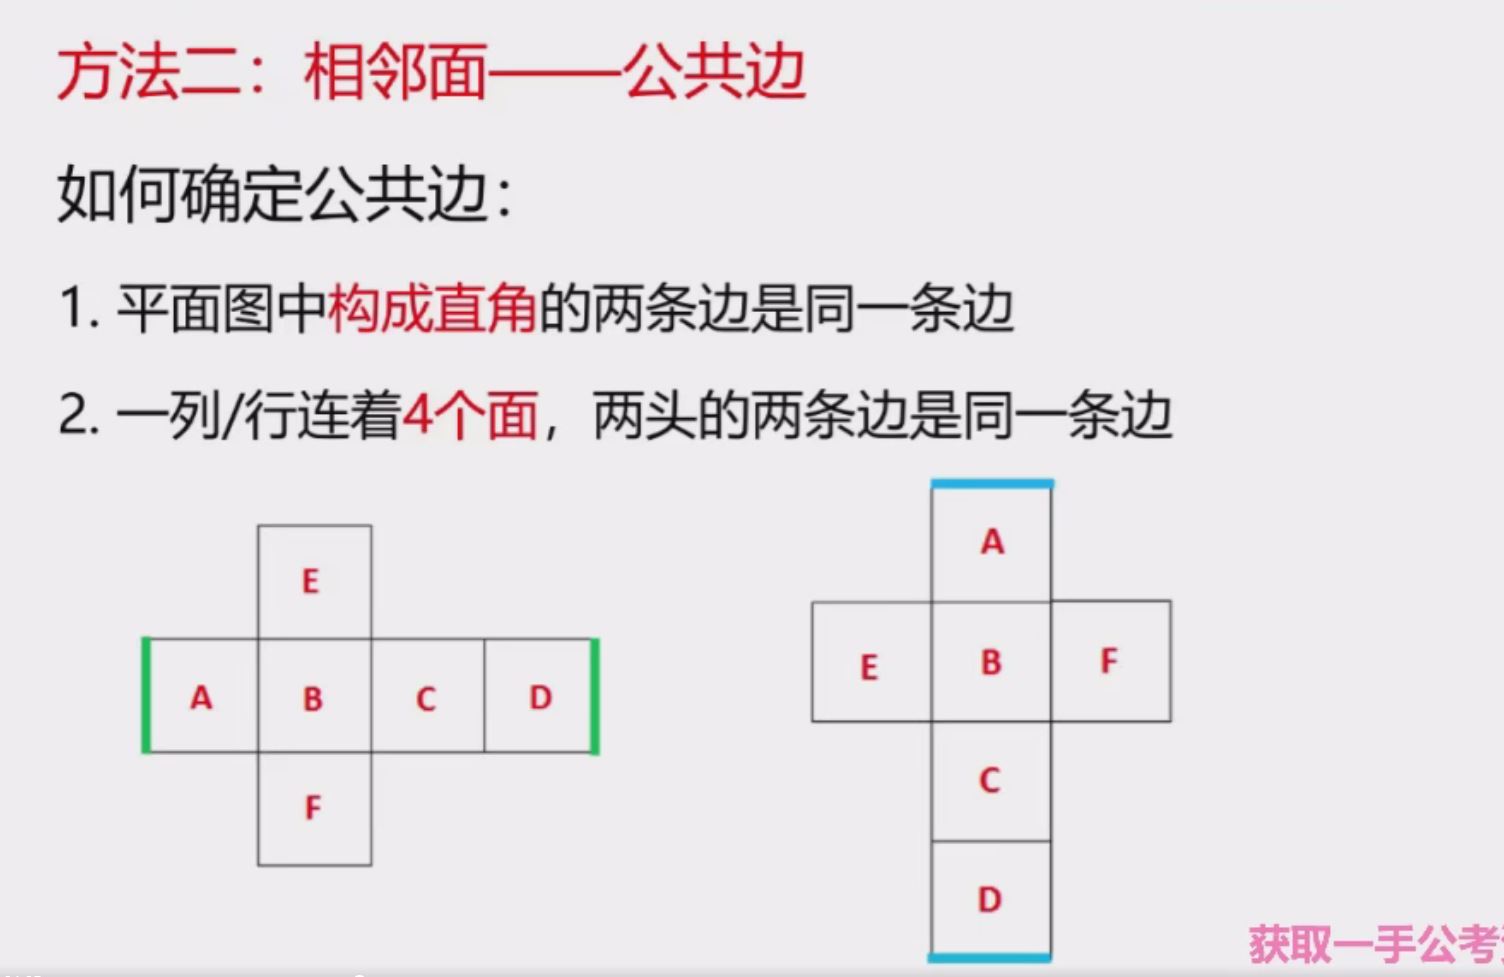 方法二：相邻面——公共边
如何确定公共边：
1. 平面图中构成直角的两条边是同一条边
2. 一列/行连着4个面，两头的两条边是同一条边
E
A B C D
F
A
E B F
C
D
获取一手公考